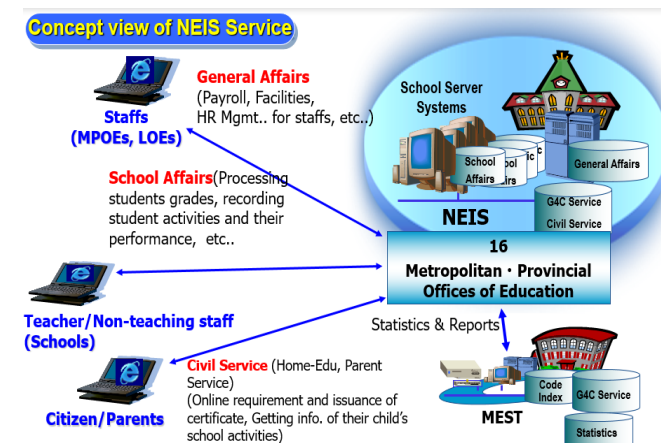 Concept view of NEIS Service
General Affairs
(Payroll, Facilities,
HR Mgmt.. for staffs, etc..)
Staffs
(MPOEs, LOEs)
School Affairs(Processing
students grades, recording
student activities and their
performance, etc..
Teacher/Non-teaching staff
(Schools)
Civil Service (Home-Edu, Parent
Service)
(Online requirement and issuance of
certificate, Getting info. of their child's
school activities)
Citizen/Parents
School Server
Systems
School
Affairs
General Affairs
G4C Service
Civil Service
NEIS
16
Metropolitan · Provincial
Offices of Education
Statistics & Reports
MEST
Code
Index
G4C Service
Statistics